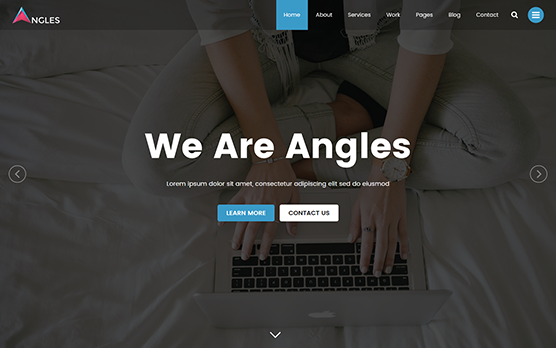 ANGLES
Home About Services Work Pages Blog Contact
We Are Angles
Lorem ipsum dolor sit amet, consectetur adipiscing elit sed do eiusmod
LEARN MORE CONTACT US